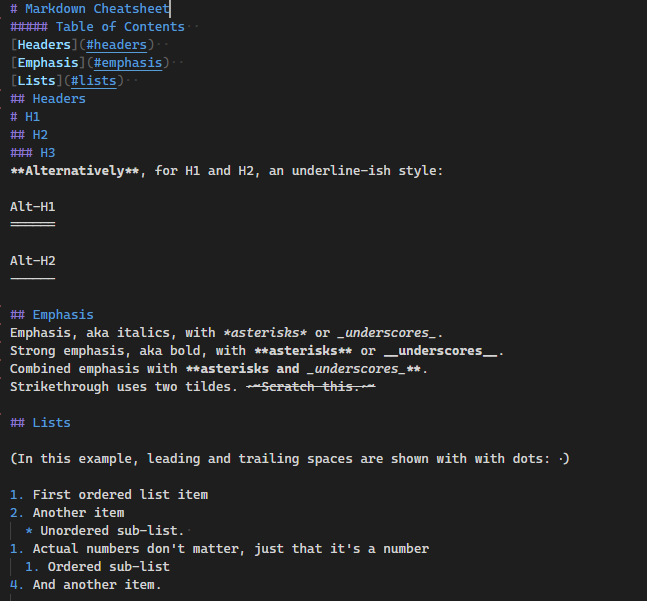 # Markdown Cheatsheet
##### Table of Contents
[Headers](#headers)
[Emphasis](#emphasis)
[Lists](#lists)
## Headers
# H1
## H2
### H3
**Alternatively**, for H1 and H2, an underline-ish style:
Alt-H1
======
Alt-H2
------
## Emphasis
Emphasis, aka italics, with *asterisks* or _underscores_.
Strong emphasis, aka bold, with **asterisks** or __underscores__.
Combined emphasis with **asterisks and _underscores_**.
Strikethrough uses two tildes. ~~Scratch this.~~
## Lists
(In this example, leading and trailing spaces are shown with with dots: ⋅)
1. First ordered list item
2. Another item
* Unordered sub-list.
1. Actual numbers don't matter, just that it's a number
1. Ordered sub-list
4. And another item.